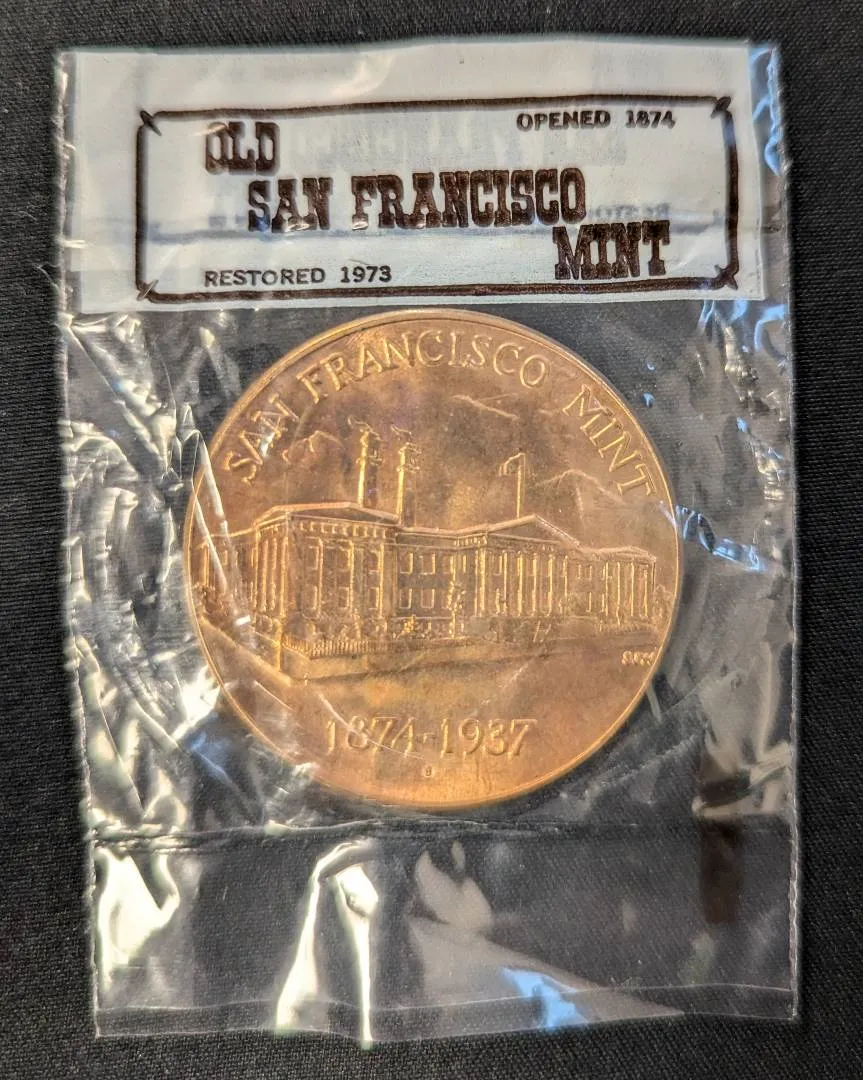 OPENED 1874
OLD
SAN FRANCISCO
MINT
RESTORED 1973
SAN FRANCISCO MINT
1874-1937